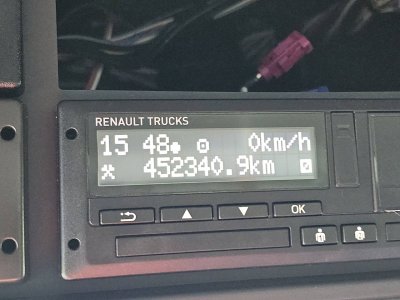 RENAULT TRUCKS
15 48 0km/h
452340.9km
OK